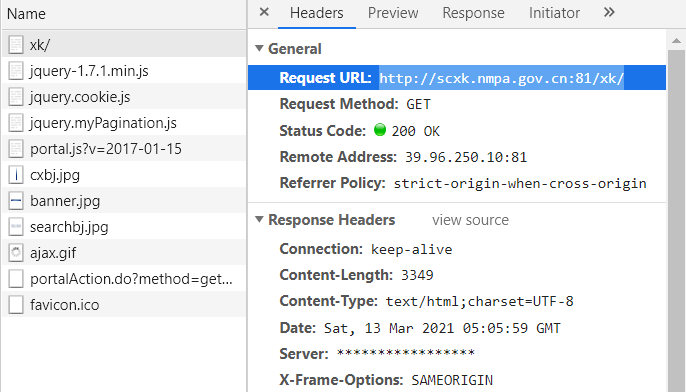 Name
xk/
jquery-1.7.1.min.js
jquery.cookie.js
jquery.myPagination.js
portal.js?v=2017-01-15
cxbj.jpg
banner.jpg
searchbj.jpg
ajax.gif
portalAction.do?method=get...
favicon.ico
× Headers Preview Response Initiator »
General
Request URL: http://scxk.nmpa.gov.cn:81/xk/
Request Method: GET
Status Code: 200 OK
Remote Address: 39.96.250.10:81
Referrer Policy: strict-origin-when-cross-origin
Response Headers view source
Connection: keep-alive
Content-Length: 3349
Content-Type: text/html;charset=UTF-8
Date: Sat, 13 Mar 2021 05:05:59 GMT
Server: *****************
X-Frame-Options: SAMEORIGIN